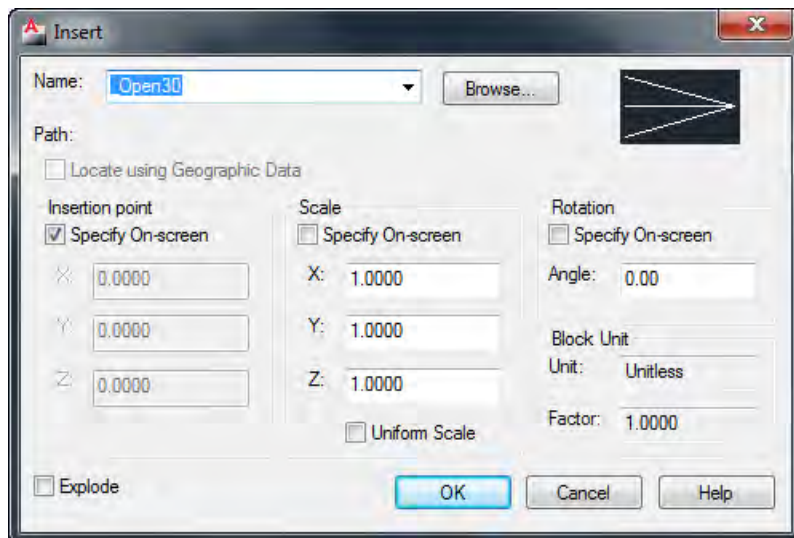 Insert
Name: _Open30 Browse...
Path:
Locate using Geographic Data
Insertion point
Specify On-screen
X: 0.0000
Y: 0.0000
Z: 0.0000
Scale
Specify On-screen
X: 1.0000
Y: 1.0000
Z: 1.0000
Uniform Scale
Rotation
Specify On-screen
Angle: 0.00
Block Unit
Unit: Unitless
Factor: 1.0000
Explode
OK Cancel Help